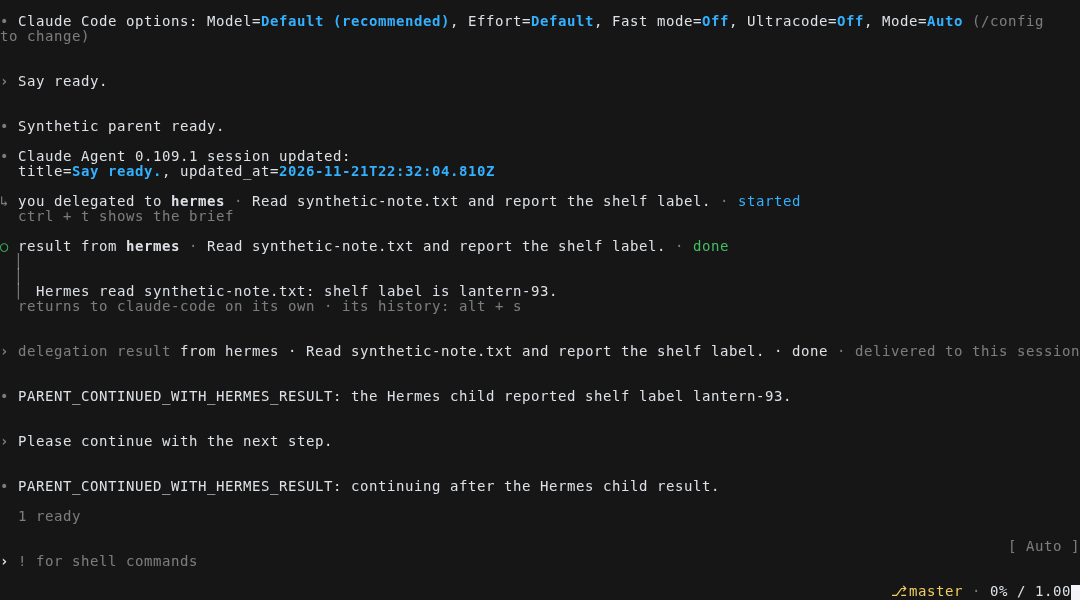 • Claude Code options: Model=Default (recommended), Effort=Default, Fast mode=Off, Ultracode=Off, Mode=Auto (/config
to change)
› Say ready.
• Synthetic parent ready.
• Claude Agent 0.109.1 session updated:
title=Say ready., updated_at=2026-11-21T22:32:04.810Z
↳ you delegated to hermes · Read synthetic-note.txt and report the shelf label. · started
ctrl + t shows the brief
○ result from hermes · Read synthetic-note.txt and report the shelf label. · done
Hermes read synthetic-note.txt: shelf label is lantern-93.
returns to claude-code on its own · its history: alt + s
› delegation result from hermes · Read synthetic-note.txt and report the shelf label. · done · delivered to this session
• PARENT_CONTINUED_WITH_HERMES_RESULT: the Hermes child reported shelf label lantern-93.
› Please continue with the next step.
• PARENT_CONTINUED_WITH_HERMES_RESULT: continuing after the Hermes child result.
1 ready
[ Auto ]
› ! for shell commands
⎇master · 0% / 1.00